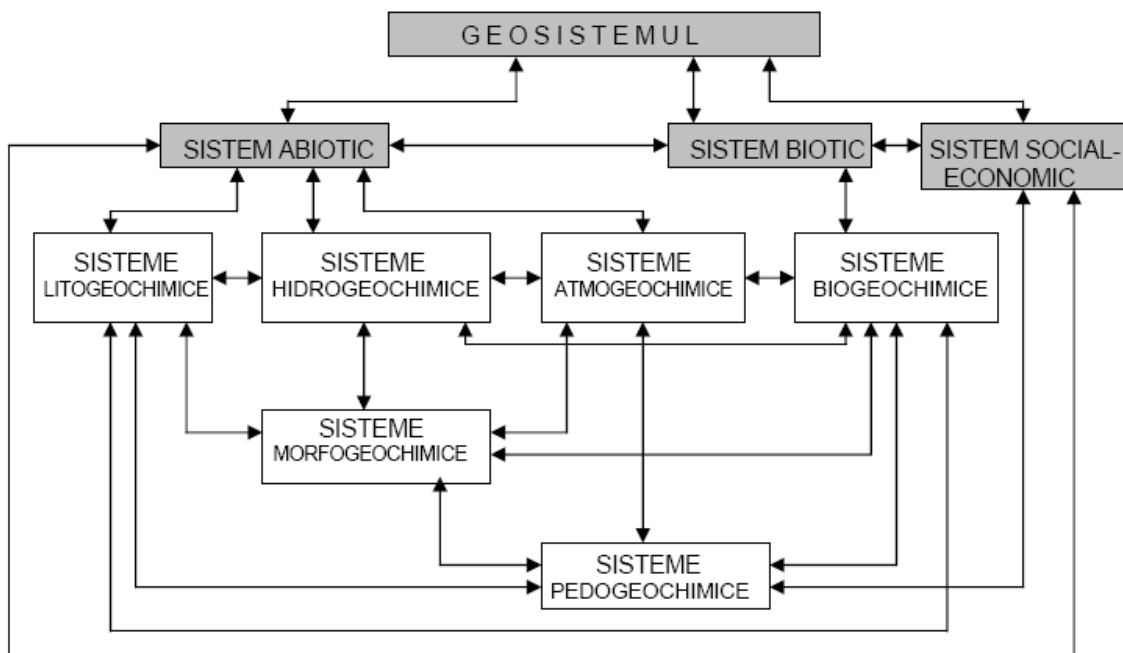 GEOSISTEMUL
SISTEM ABIOTIC
SISTEM BIOTIC
SISTEM SOCIAL-
ECONOMIC
SISTEME
LITOGEOCHIMICE
SISTEME
HIDROGEOCHIMICE
SISTEME
ATMOGEOCHIMICE
SISTEME
BIOGEOCHIMICE
SISTEME
MORFOGEOCHIMICE
SISTEME
PEDOGEOCHIMICE